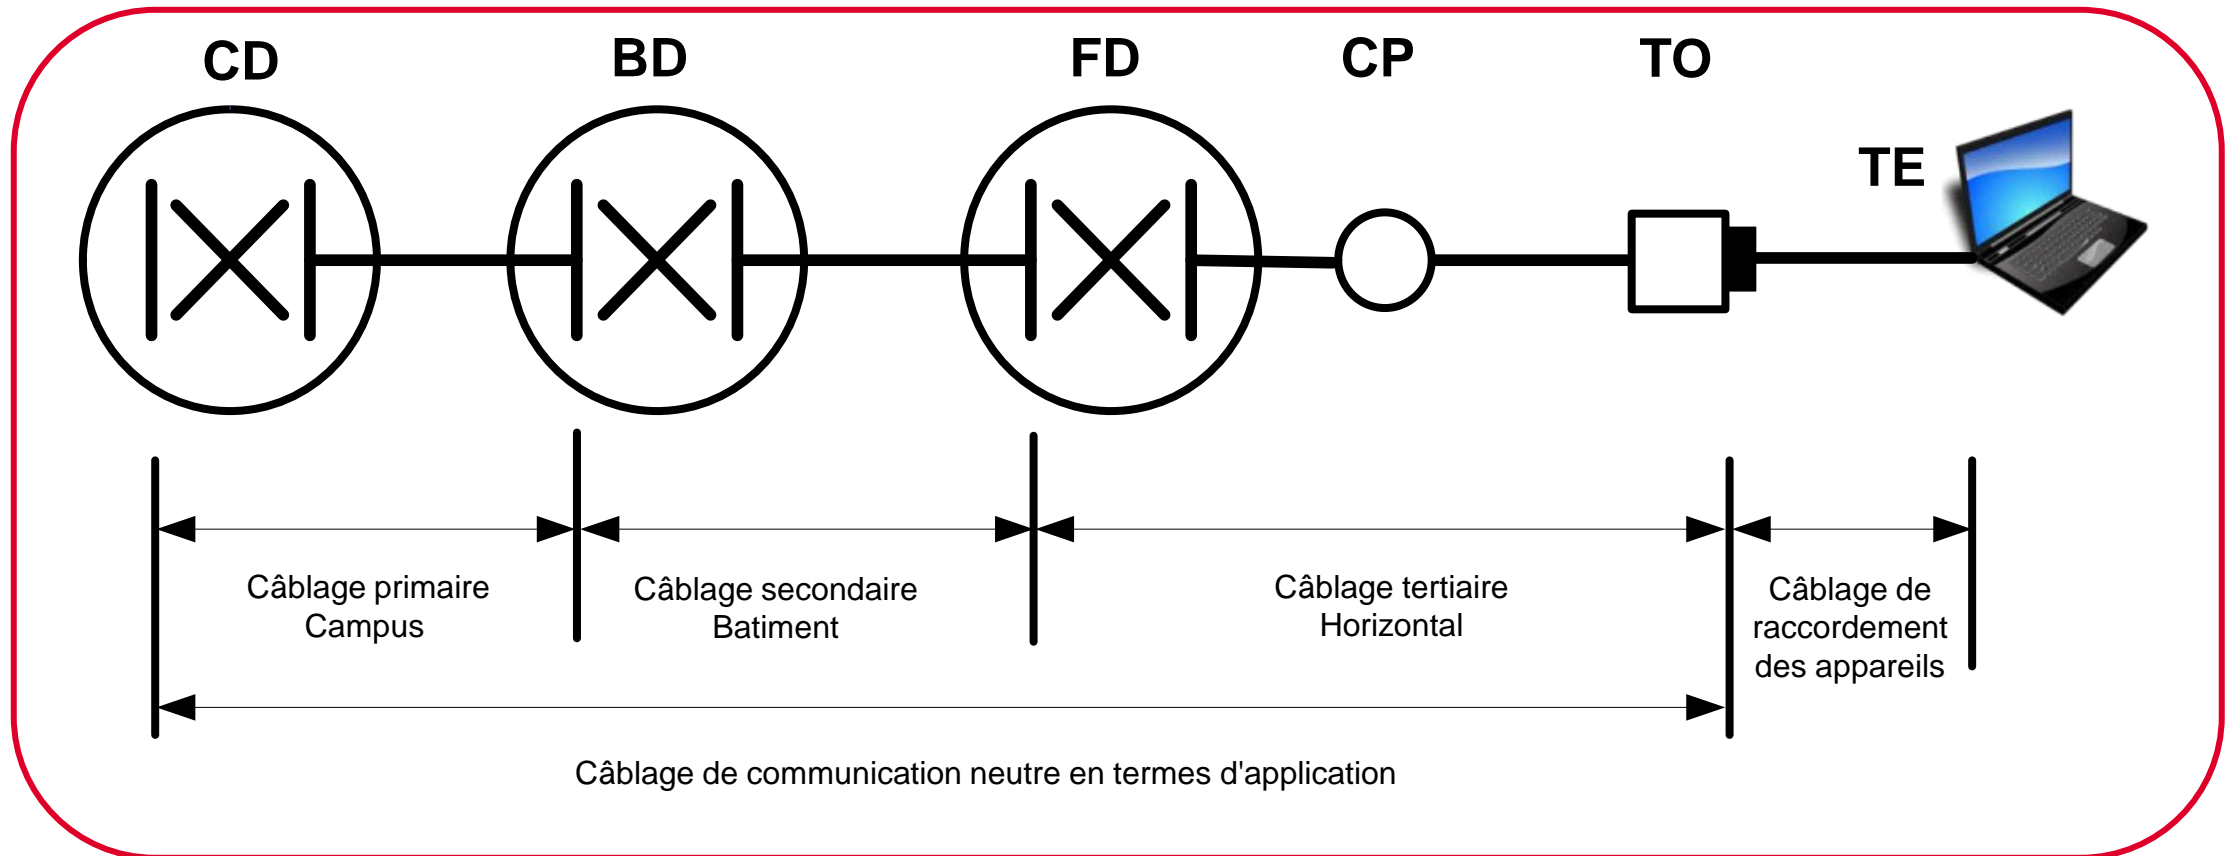 CD
BD
FD
CP
TO
TE
Câblage primaire
Campus
Câblage secondaire
Batiment
Câblage tertiaire
Horizontal
Câblage de
raccordement
des appareils
Câblage de communication neutre en termes d'application